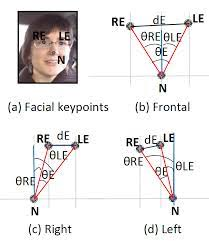 RE LE
N
(a) Facial keypoints
RE dE LE
θRE θLE
θE
N
(b) Frontal
RE dE LE
θLE
θRE θE
N
(c) Right
RE dE LE
θRE
θLE
θE
N
(d) Left